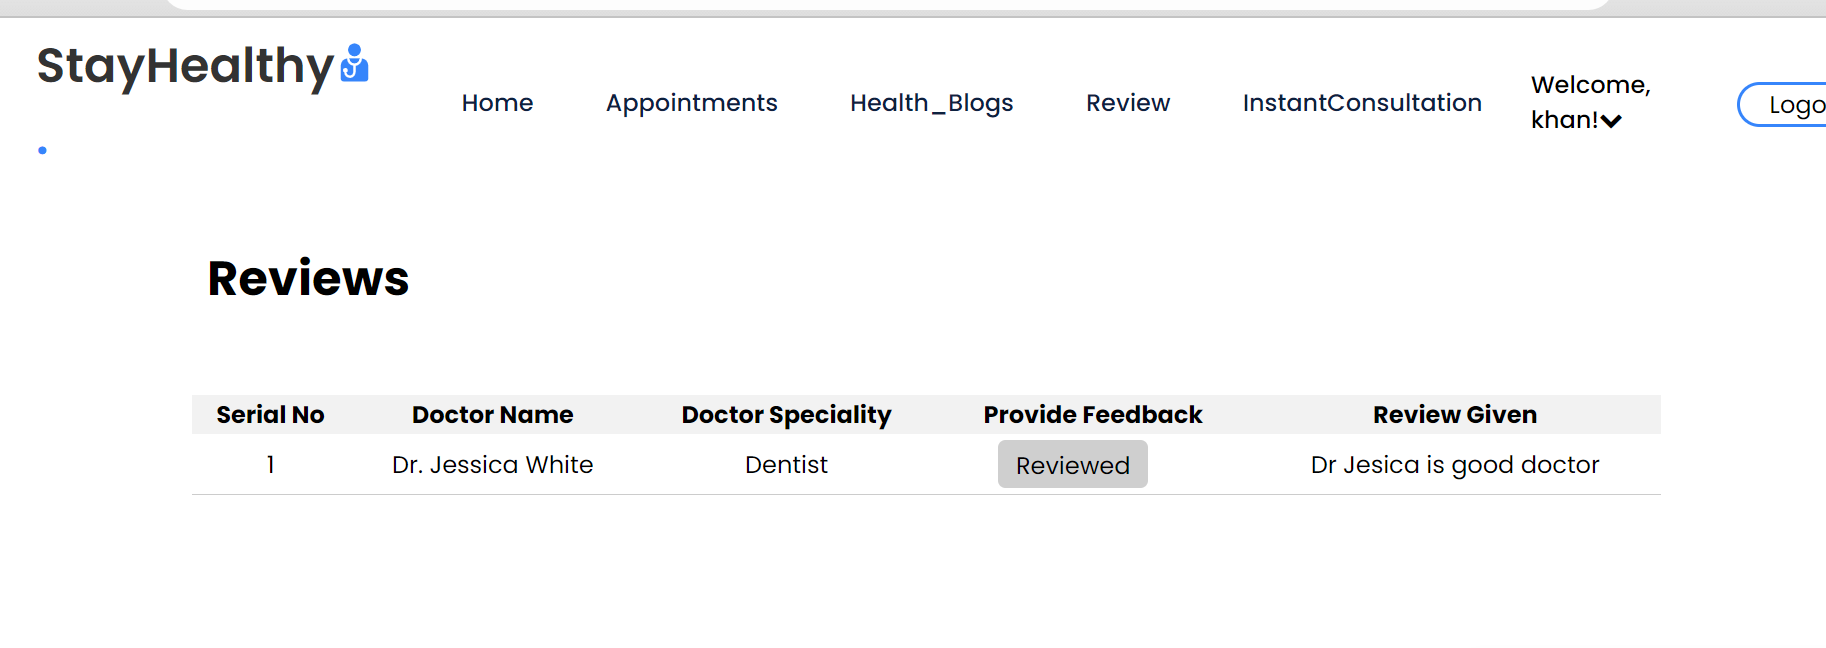 StayHealthy
Home Appointments Health_Blogs Review InstantConsultation
Welcome,
khan!
Logo
Reviews
Serial No Doctor Name Doctor Speciality Provide Feedback Review Given
1 Dr. Jessica White Dentist Reviewed Dr Jesica is good doctor